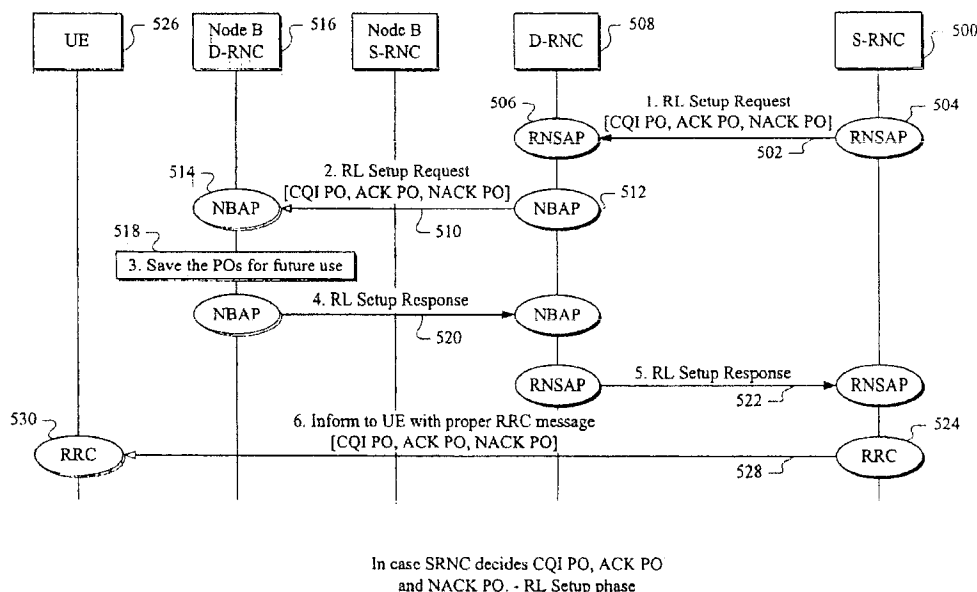 UE
526
Node B
D-RNC
516
Node B
S-RNC
D-RNC
508
S-RNC
500
506
1. RL Setup Request
[CQI PO, ACK PO, NACK PO]
504
RNSAP
502
RNSAP
514
2. RL Setup Request
[CQI PO, ACK PO, NACK PO]
512
NBAP
510
NBAP
518
3. Save the POs for future use
NBAP
4. RL Setup Response
520
NBAP
RNSAP
5. RL Setup Response
522
RNSAP
530
6. Inform to UE with proper RRC message
[CQI PO, ACK PO, NACK PO]
524
RRC
528
RRC
In case SRNC decides CQI PO, ACK PO
and NACK PO. - RL Setup phase